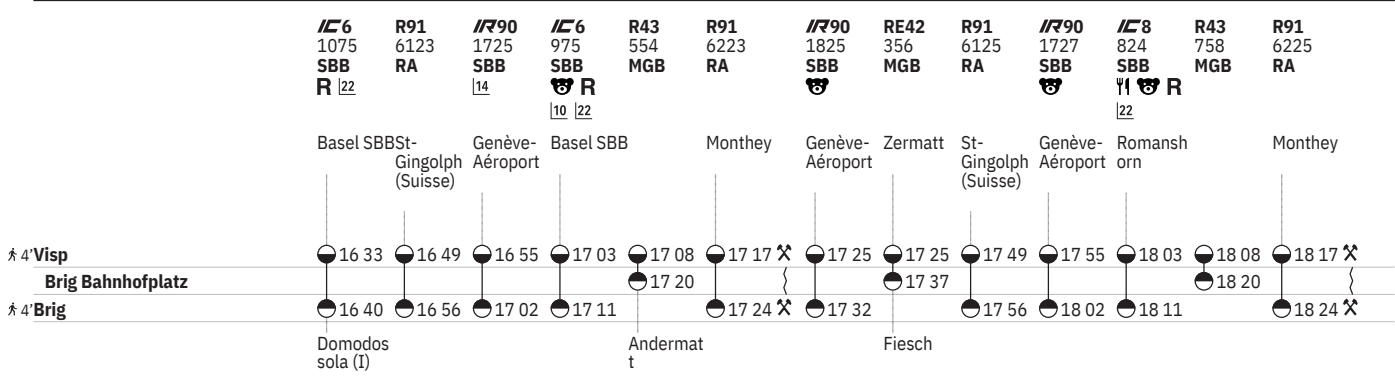 IC6 R91 IR90 IC6 R43 R91 IR90 RE42 R91 IR90 IC8 R43 R91
1075 6123 1725 975 554 6223 1825 356 6125 1727 824 758 6225
SBB RA SBB SBB MGB RA SBB MGB RA SBB SBB MGB RA
R 22 14 R R
10 22 22
Basel SBB St- Genève- Basel SBB Monthey Genève- Zermatt St- Genève- Romansh Monthey
Gingolph Aéroport Aéroport Gingolph Aéroport orn
(Suisse) (Suisse)
4' Visp 16 33 16 49 16 55 17 03 17 08 17 17 17 25 17 25 17 49 17 55 18 03 18 08 18 17
Brig Bahnhofplatz 17 20 17 37 18 20
4' Brig 16 40 16 56 17 02 17 11 17 24 17 32 17 56 18 02 18 11 18 24
Domodos Andermat Fiesch
sola (I) t